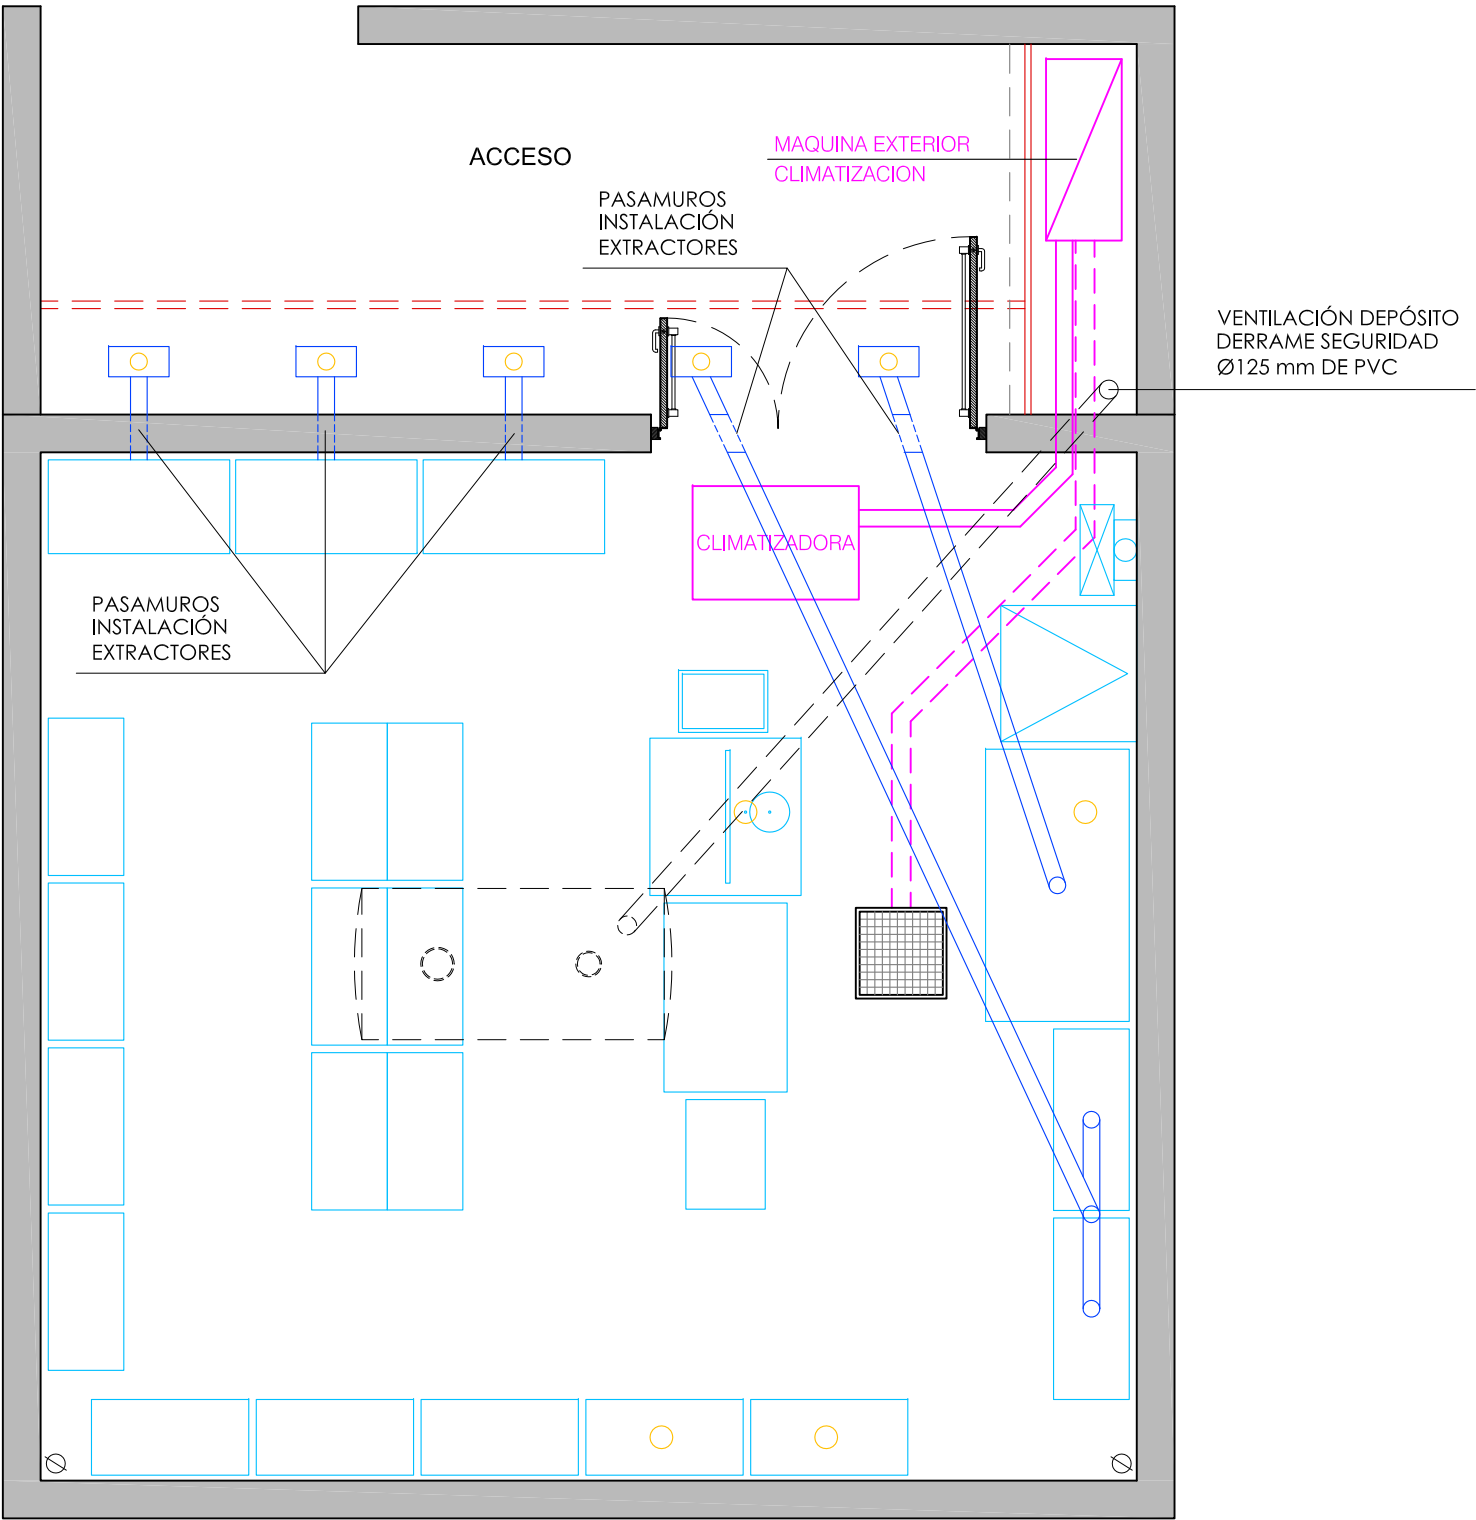 ACCESO
MAQUINA EXTERIOR
CLIMATIZACION
PASAMUROS
INSTALACIÓN
EXTRACTORES
VENTILACIÓN DEPÓSITO
DERRAME SEGURIDAD
Ø125 mm DE PVC
CLIMATIZADORA
PASAMUROS
INSTALACIÓN
EXTRACTORES